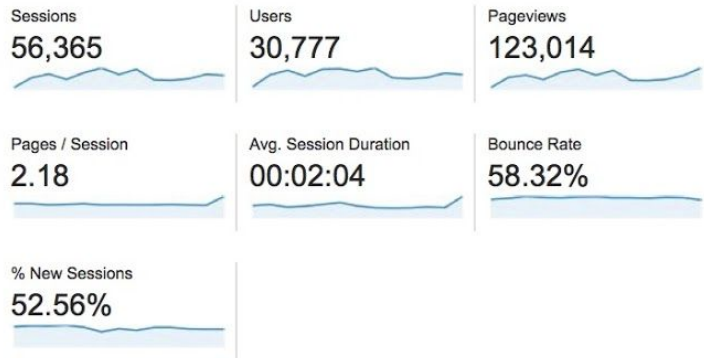 Sessions
56,365
Users
30,777
Pageviews
123,014
Pages / Session
2.18
Avg. Session Duration
00:02:04
Bounce Rate
58.32%
% New Sessions
52.56%